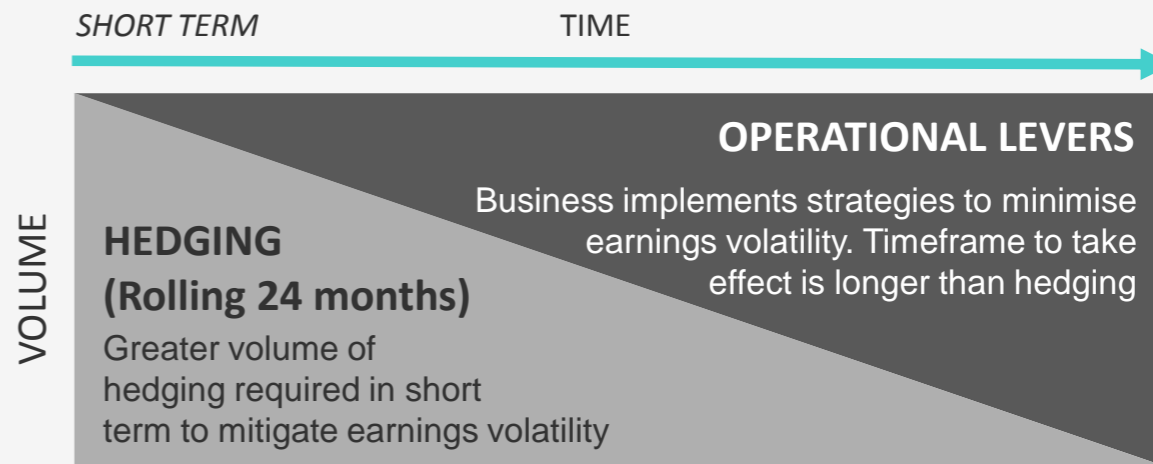 SHORT TERM
TIME
VOLUME
OPERATIONAL LEVERS
Business implements strategies to minimise
earnings volatility. Timeframe to take
effect is longer than hedging
HEDGING
(Rolling 24 months)
Greater volume of
hedging required in short
term to mitigate earnings volatility